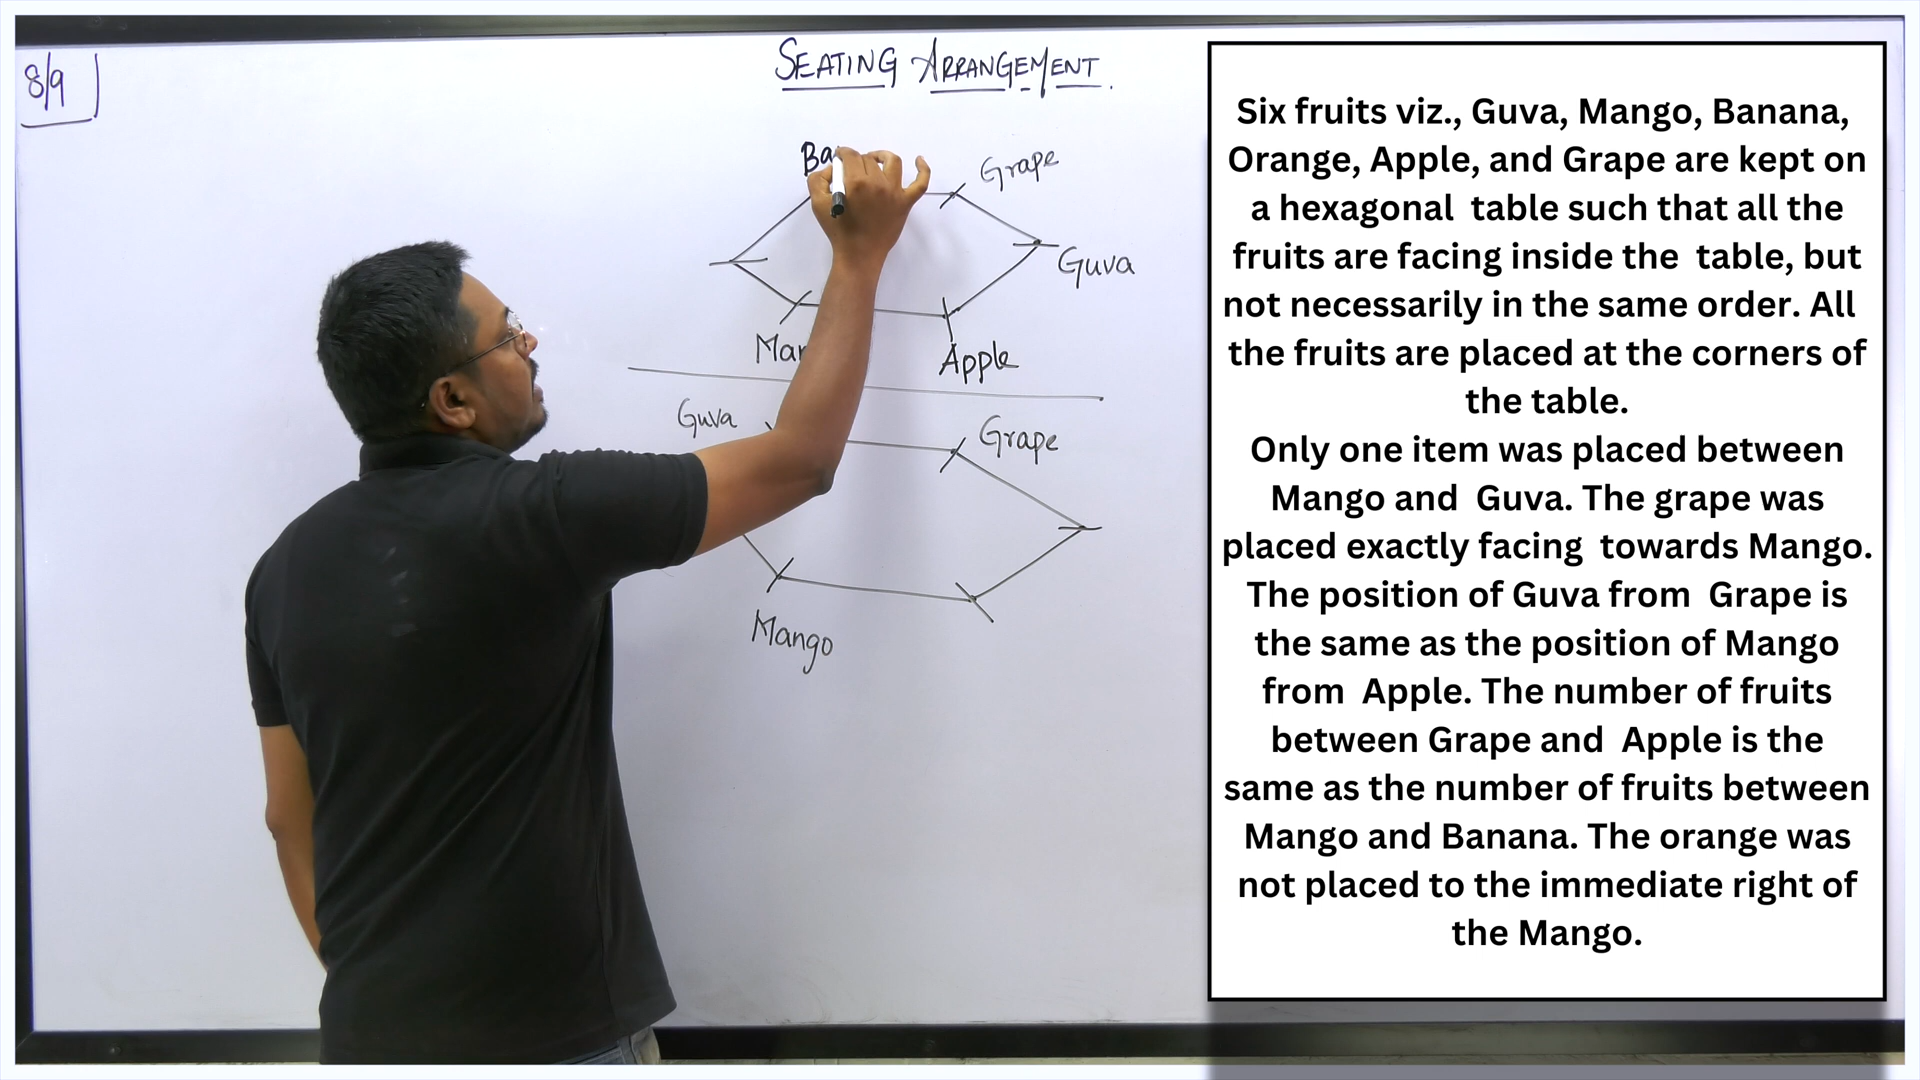 8/9
SEATING ARRANGEMENT.
Ba
Grape
Guva
Apple
Guva
Grape
Mango
Six fruits viz., Guva, Mango, Banana,
Orange, Apple, and Grape are kept on
a hexagonal table such that all the
fruits are facing inside the table, but
not necessarily in the same order. All
the fruits are placed at the corners of
the table.
Only one item was placed between
Mango and Guva. The grape was
placed exactly facing towards Mango.
The position of Guva from Grape is
the same as the position of Mango
from Apple. The number of fruits
between Grape and Apple is the
same as the number of fruits between
Mango and Banana. The orange was
not placed to the immediate right of
the Mango.